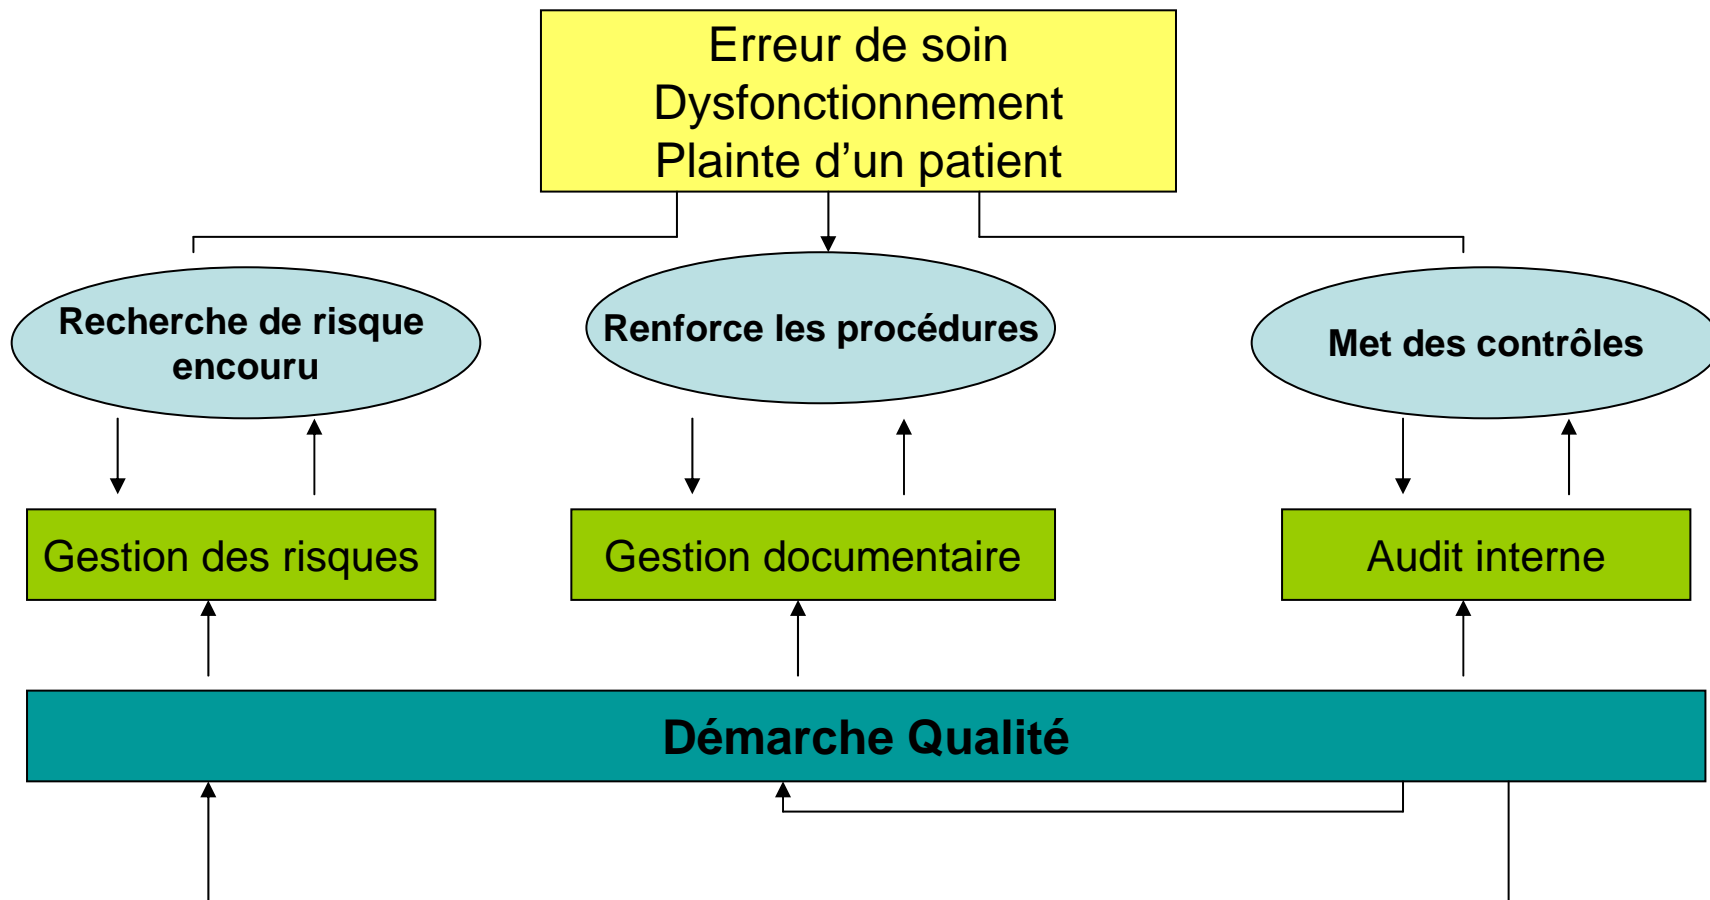 Erreur de soin
Dysfonctionnement
Plainte d’un patient
Recherche de risque
encouru
Renforce les procédures
Met des contrôles
Gestion des risques
Gestion documentaire
Audit interne
Démarche Qualité